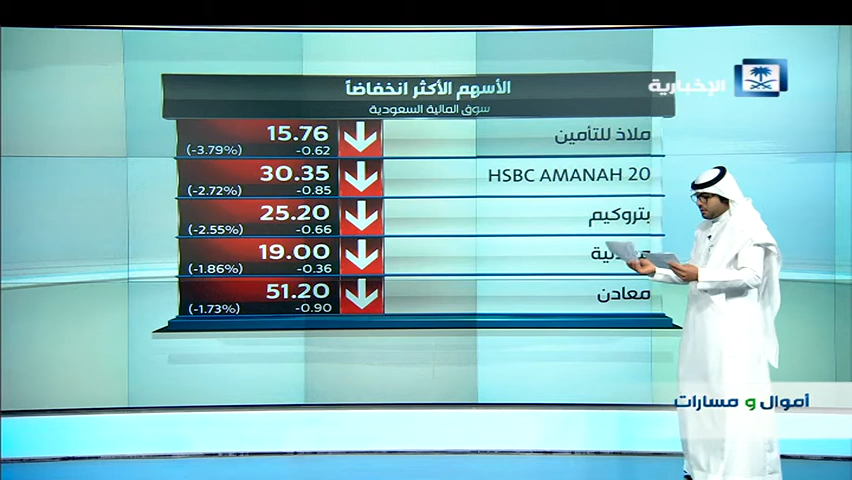 الإخبارية
الأسهم الأكثر انخفاضاً
سوق المالية السعودية
ملاذ للتأمين
15.76
(-3.79%) -0.62
HSBC AMANAH 20
30.35
(-2.72%) -0.85
بتروكيم
25.20
(-2.55%) -0.66
19.00
(-1.86%) -0.36
معادن
51.20
(-1.73%) -0.90
أموال و مسارات